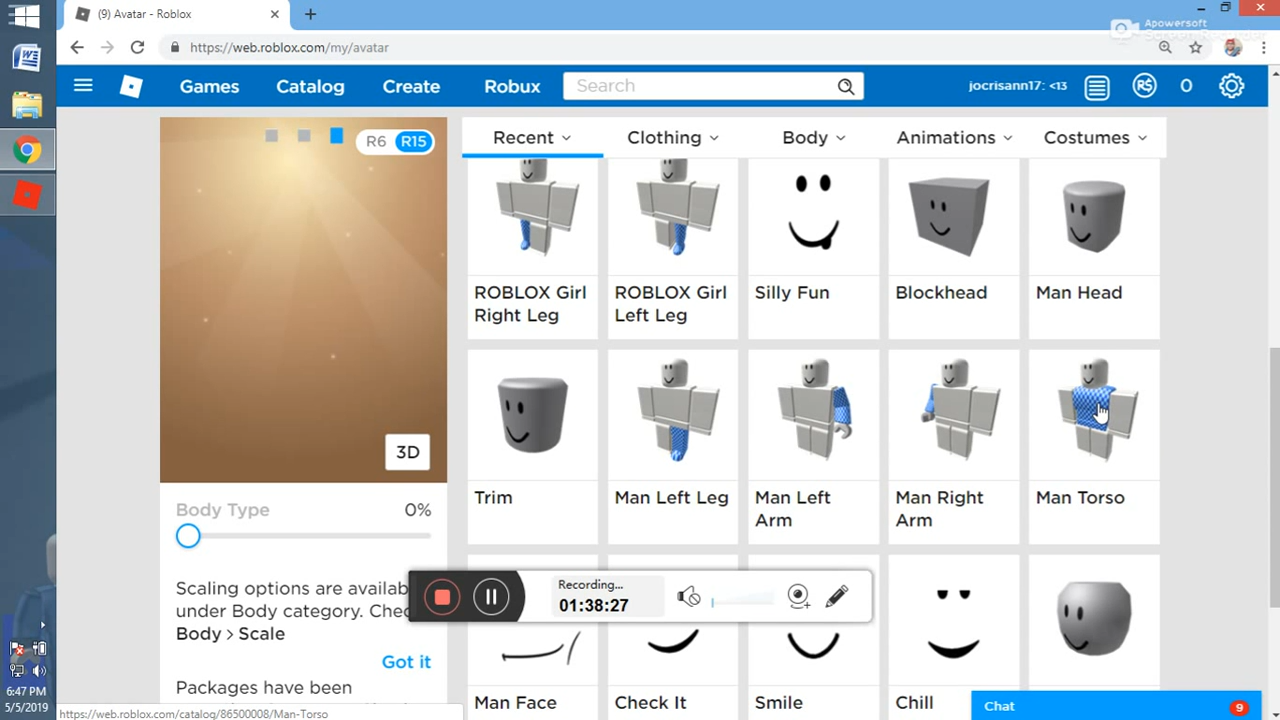 (9) Avatar - Roblox
Apowersoft
Screen Recorder
https://web.roblox.com/my/avatar
Games
Catalog
Create
Robux
Search
jocrisann17: <13
R$
0
R6
R15
Recent
Clothing
Body
Animations
Costumes
ROBLOX Girl Right Leg
ROBLOX Girl Left Leg
Silly Fun
Blockhead
Man Head
3D
Trim
Man Left Leg
Man Left Arm
Man Right Arm
Man Torso
Body Type
0%
Scaling options are availab
under Body category. Chec
Body > Scale
Got it
Packages have been
Recording...
01:38:27
Man Face
Check It
Smile
Chill
Chat
9
6:47 PM
5/5/2019
https://web.roblox.com/catalog/86500008/Man-Torso